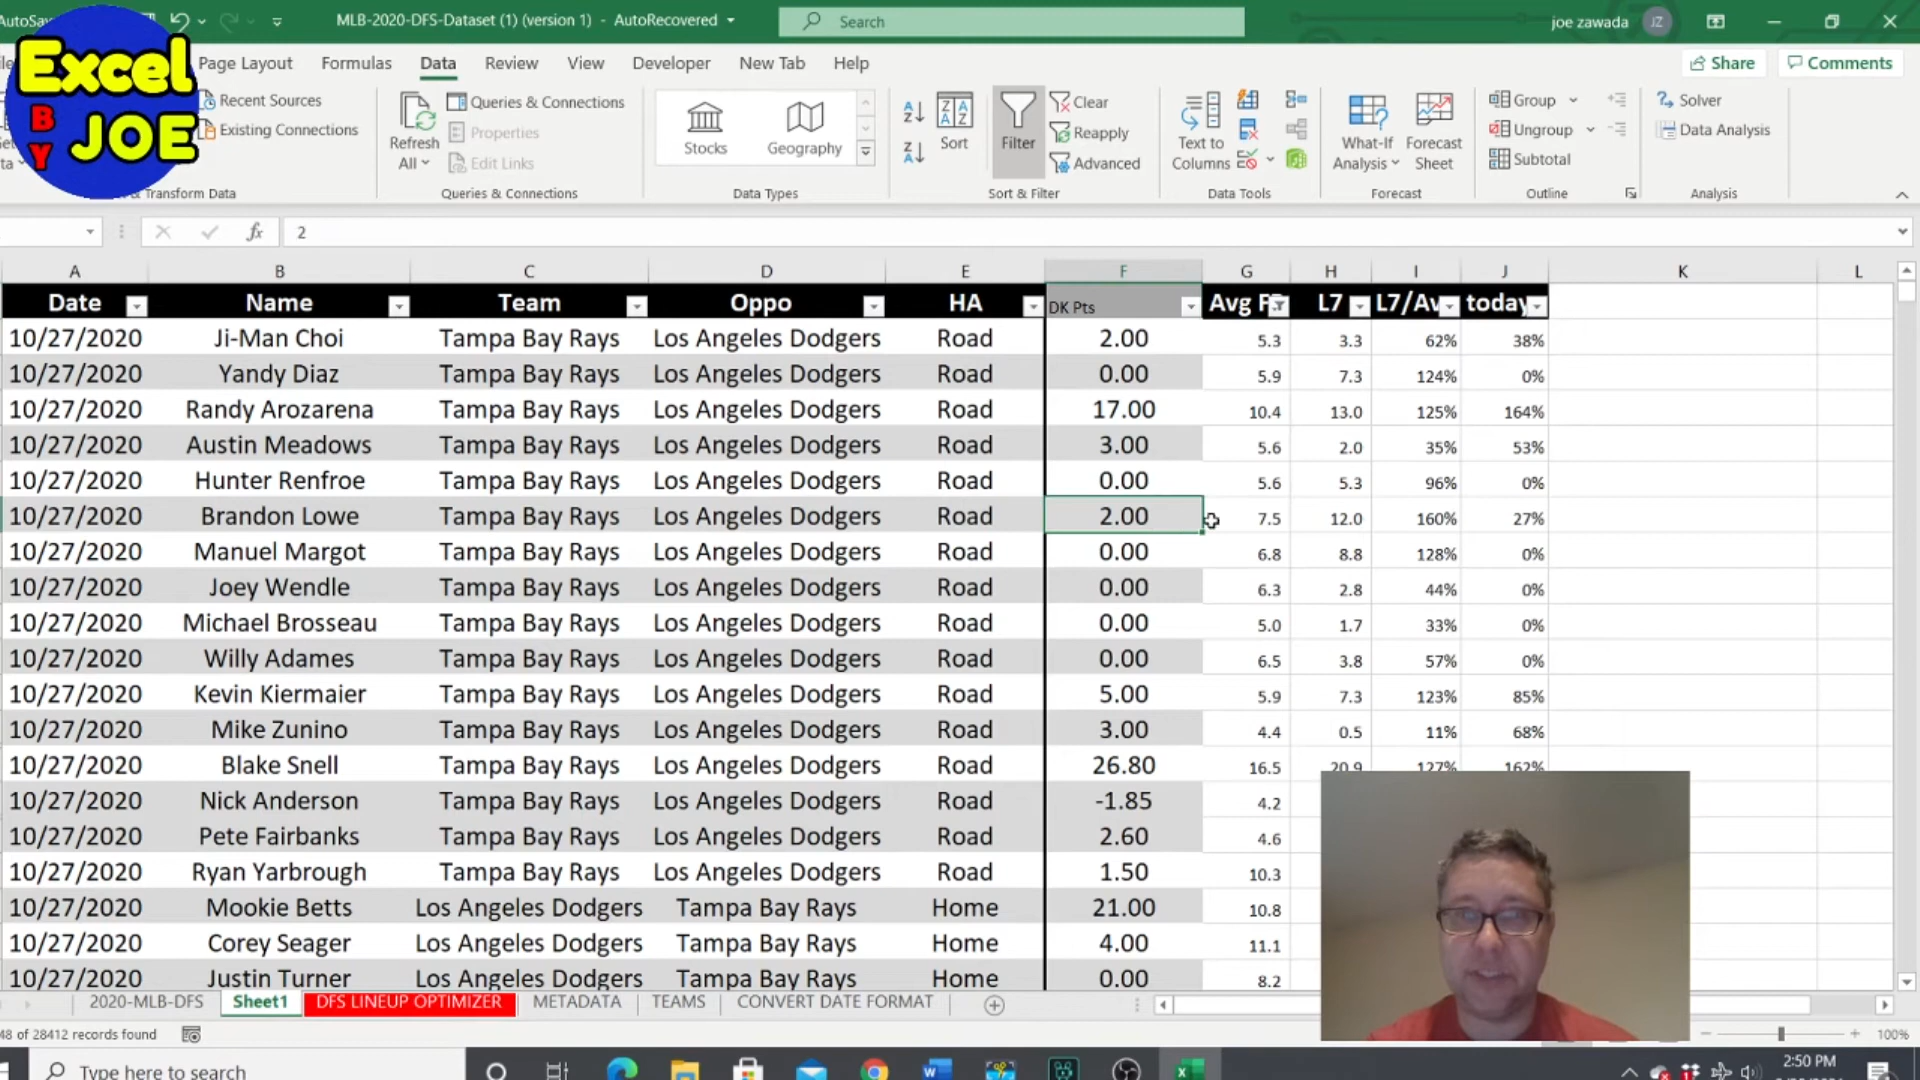 AutoSa
MLB-2020-DFS-Dataset (1) (version 1) - AutoRecovered
Search
joe zawada
JZ
Excel
BY
JOE
Page Layout
Formulas
Data
Review
View
Developer
New Tab
Help
Share
Comments
Recent Sources
Existing Connections
& Transform Data
Refresh
All
Queries & Connections
Properties
Edit Links
Queries & Connections
Stocks
Geography
Data Types
Sort
Filter
Clear
Reapply
Advanced
Sort & Filter
Text to
Columns
Data Tools
What-If
Analysis
Forecast
Sheet
Forecast
Group
Ungroup
Subtotal
Outline
Solver
Data Analysis
Analysis
fx 2
A B C D E F G H I J K L
Date Name Team Oppo HA DK Pts Avg F L7 L7/Av today
10/27/2020 Ji-Man Choi Tampa Bay Rays Los Angeles Dodgers Road 2.00 5.3 3.3 62% 38%
10/27/2020 Yandy Diaz Tampa Bay Rays Los Angeles Dodgers Road 0.00 5.9 7.3 124% 0%
10/27/2020 Randy Arozarena Tampa Bay Rays Los Angeles Dodgers Road 17.00 10.4 13.0 125% 164%
10/27/2020 Austin Meadows Tampa Bay Rays Los Angeles Dodgers Road 3.00 5.6 2.0 35% 53%
10/27/2020 Hunter Renfroe Tampa Bay Rays Los Angeles Dodgers Road 0.00 5.6 5.3 96% 0%
10/27/2020 Brandon Lowe Tampa Bay Rays Los Angeles Dodgers Road 2.00 7.5 12.0 160% 27%
10/27/2020 Manuel Margot Tampa Bay Rays Los Angeles Dodgers Road 0.00 6.8 8.8 128% 0%
10/27/2020 Joey Wendle Tampa Bay Rays Los Angeles Dodgers Road 0.00 6.3 2.8 44% 0%
10/27/2020 Michael Brosseau Tampa Bay Rays Los Angeles Dodgers Road 0.00 5.0 1.7 33% 0%
10/27/2020 Willy Adames Tampa Bay Rays Los Angeles Dodgers Road 0.00 6.5 3.8 57% 0%
10/27/2020 Kevin Kiermaier Tampa Bay Rays Los Angeles Dodgers Road 5.00 5.9 7.3 123% 85%
10/27/2020 Mike Zunino Tampa Bay Rays Los Angeles Dodgers Road 3.00 4.4 0.5 11% 68%
10/27/2020 Blake Snell Tampa Bay Rays Los Angeles Dodgers Road 26.80 16.5 20.9 127% 162%
10/27/2020 Nick Anderson Tampa Bay Rays Los Angeles Dodgers Road -1.85 4.2
10/27/2020 Pete Fairbanks Tampa Bay Rays Los Angeles Dodgers Road 2.60 4.6
10/27/2020 Ryan Yarbrough Tampa Bay Rays Los Angeles Dodgers Road 1.50 10.3
10/27/2020 Mookie Betts Los Angeles Dodgers Tampa Bay Rays Home 21.00 10.8
10/27/2020 Corey Seager Los Angeles Dodgers Tampa Bay Rays Home 4.00 11.1
10/27/2020 Justin Turner Los Angeles Dodgers Tampa Bay Rays Home 0.00 8.2
2020-MLB-DFS Sheet1 DFS LINEUP OPTIMIZER METADATA TEAMS CONVERT DATE FORMAT
48 of 28412 records found
100%
Type here to search
2:50 PM